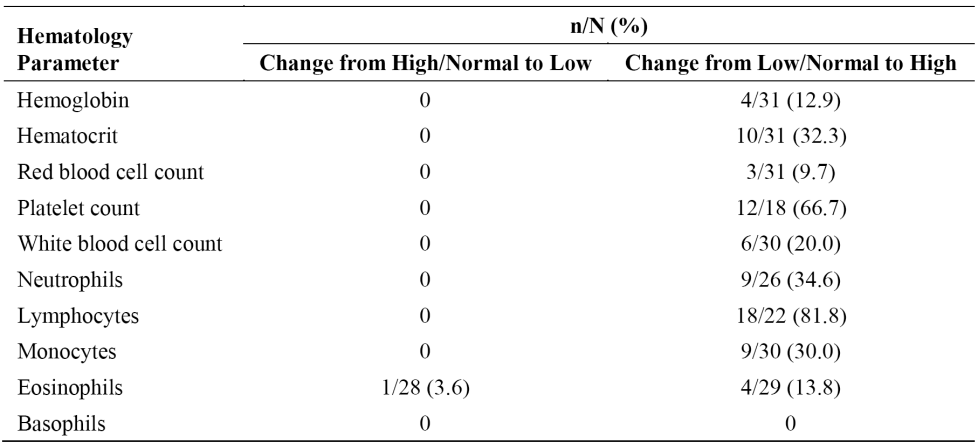 Hematology Parameter n/N (%)
Change from High/Normal to Low Change from Low/Normal to High
Hemoglobin 0 4/31 (12.9)
Hematocrit 0 10/31 (32.3)
Red blood cell count 0 3/31 (9.7)
Platelet count 0 12/18 (66.7)
White blood cell count 0 6/30 (20.0)
Neutrophils 0 9/26 (34.6)
Lymphocytes 0 18/22 (81.8)
Monocytes 0 9/30 (30.0)
Eosinophils 1/28 (3.6) 4/29 (13.8)
Basophils 0 0